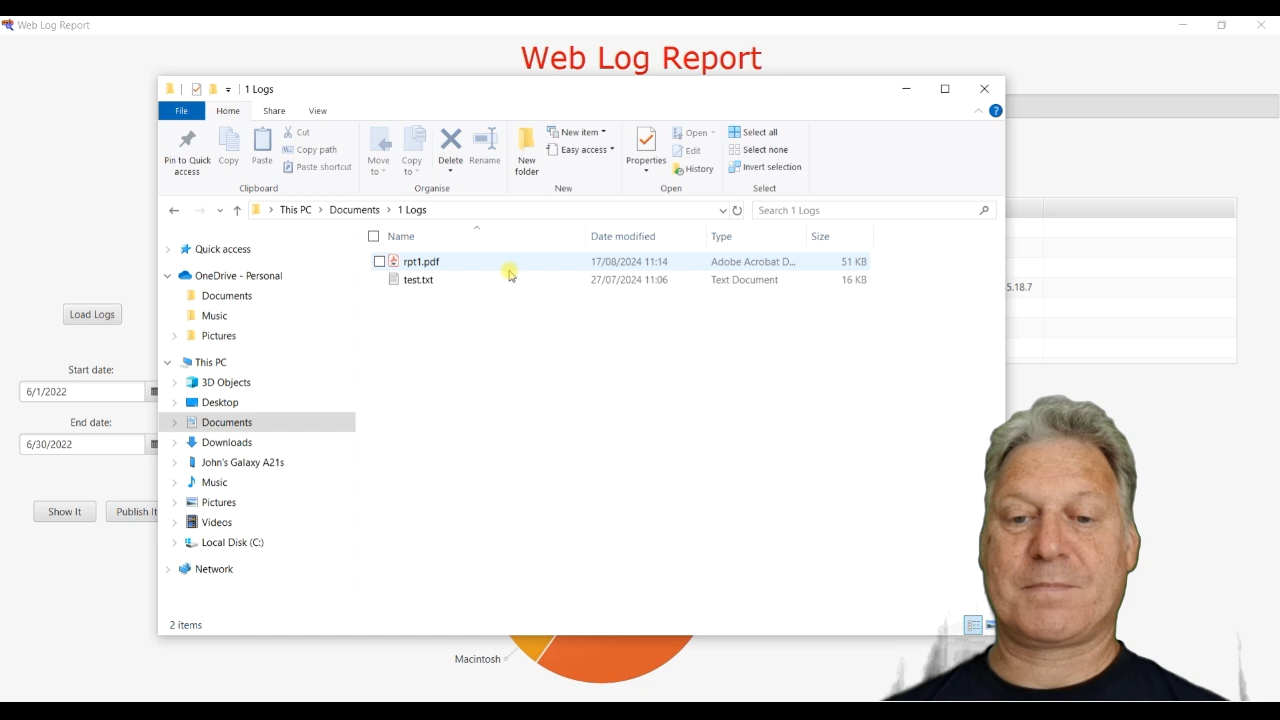 Web Log Report
Web Log Report
1 Logs
File Home Share View
Pin to Quick access
Copy
Paste
Cut
Copy path
Paste shortcut
Clipboard
Move to
Copy to
Delete
Rename
Organise
New folder
New item
Easy access
New
Properties
Open
Edit
History
Open
Select all
Select none
Invert selection
Select
This PC > Documents > 1 Logs
Search 1 Logs
Name Date modified Type Size
rpt1.pdf 17/08/2024 11:14 Adobe Acrobat D... 51 KB
test.txt 27/07/2024 11:06 Text Document 16 KB
Quick access
OneDrive - Personal
Documents
Music
Pictures
This PC
3D Objects
Desktop
Documents
Downloads
John's Galaxy A21s
Music
Pictures
Videos
Local Disk (C:)
Network
2 items
Load Logs
Start date:
6/1/2022
End date:
6/30/2022
Show It
Publish It
5.18.7
Macintosh